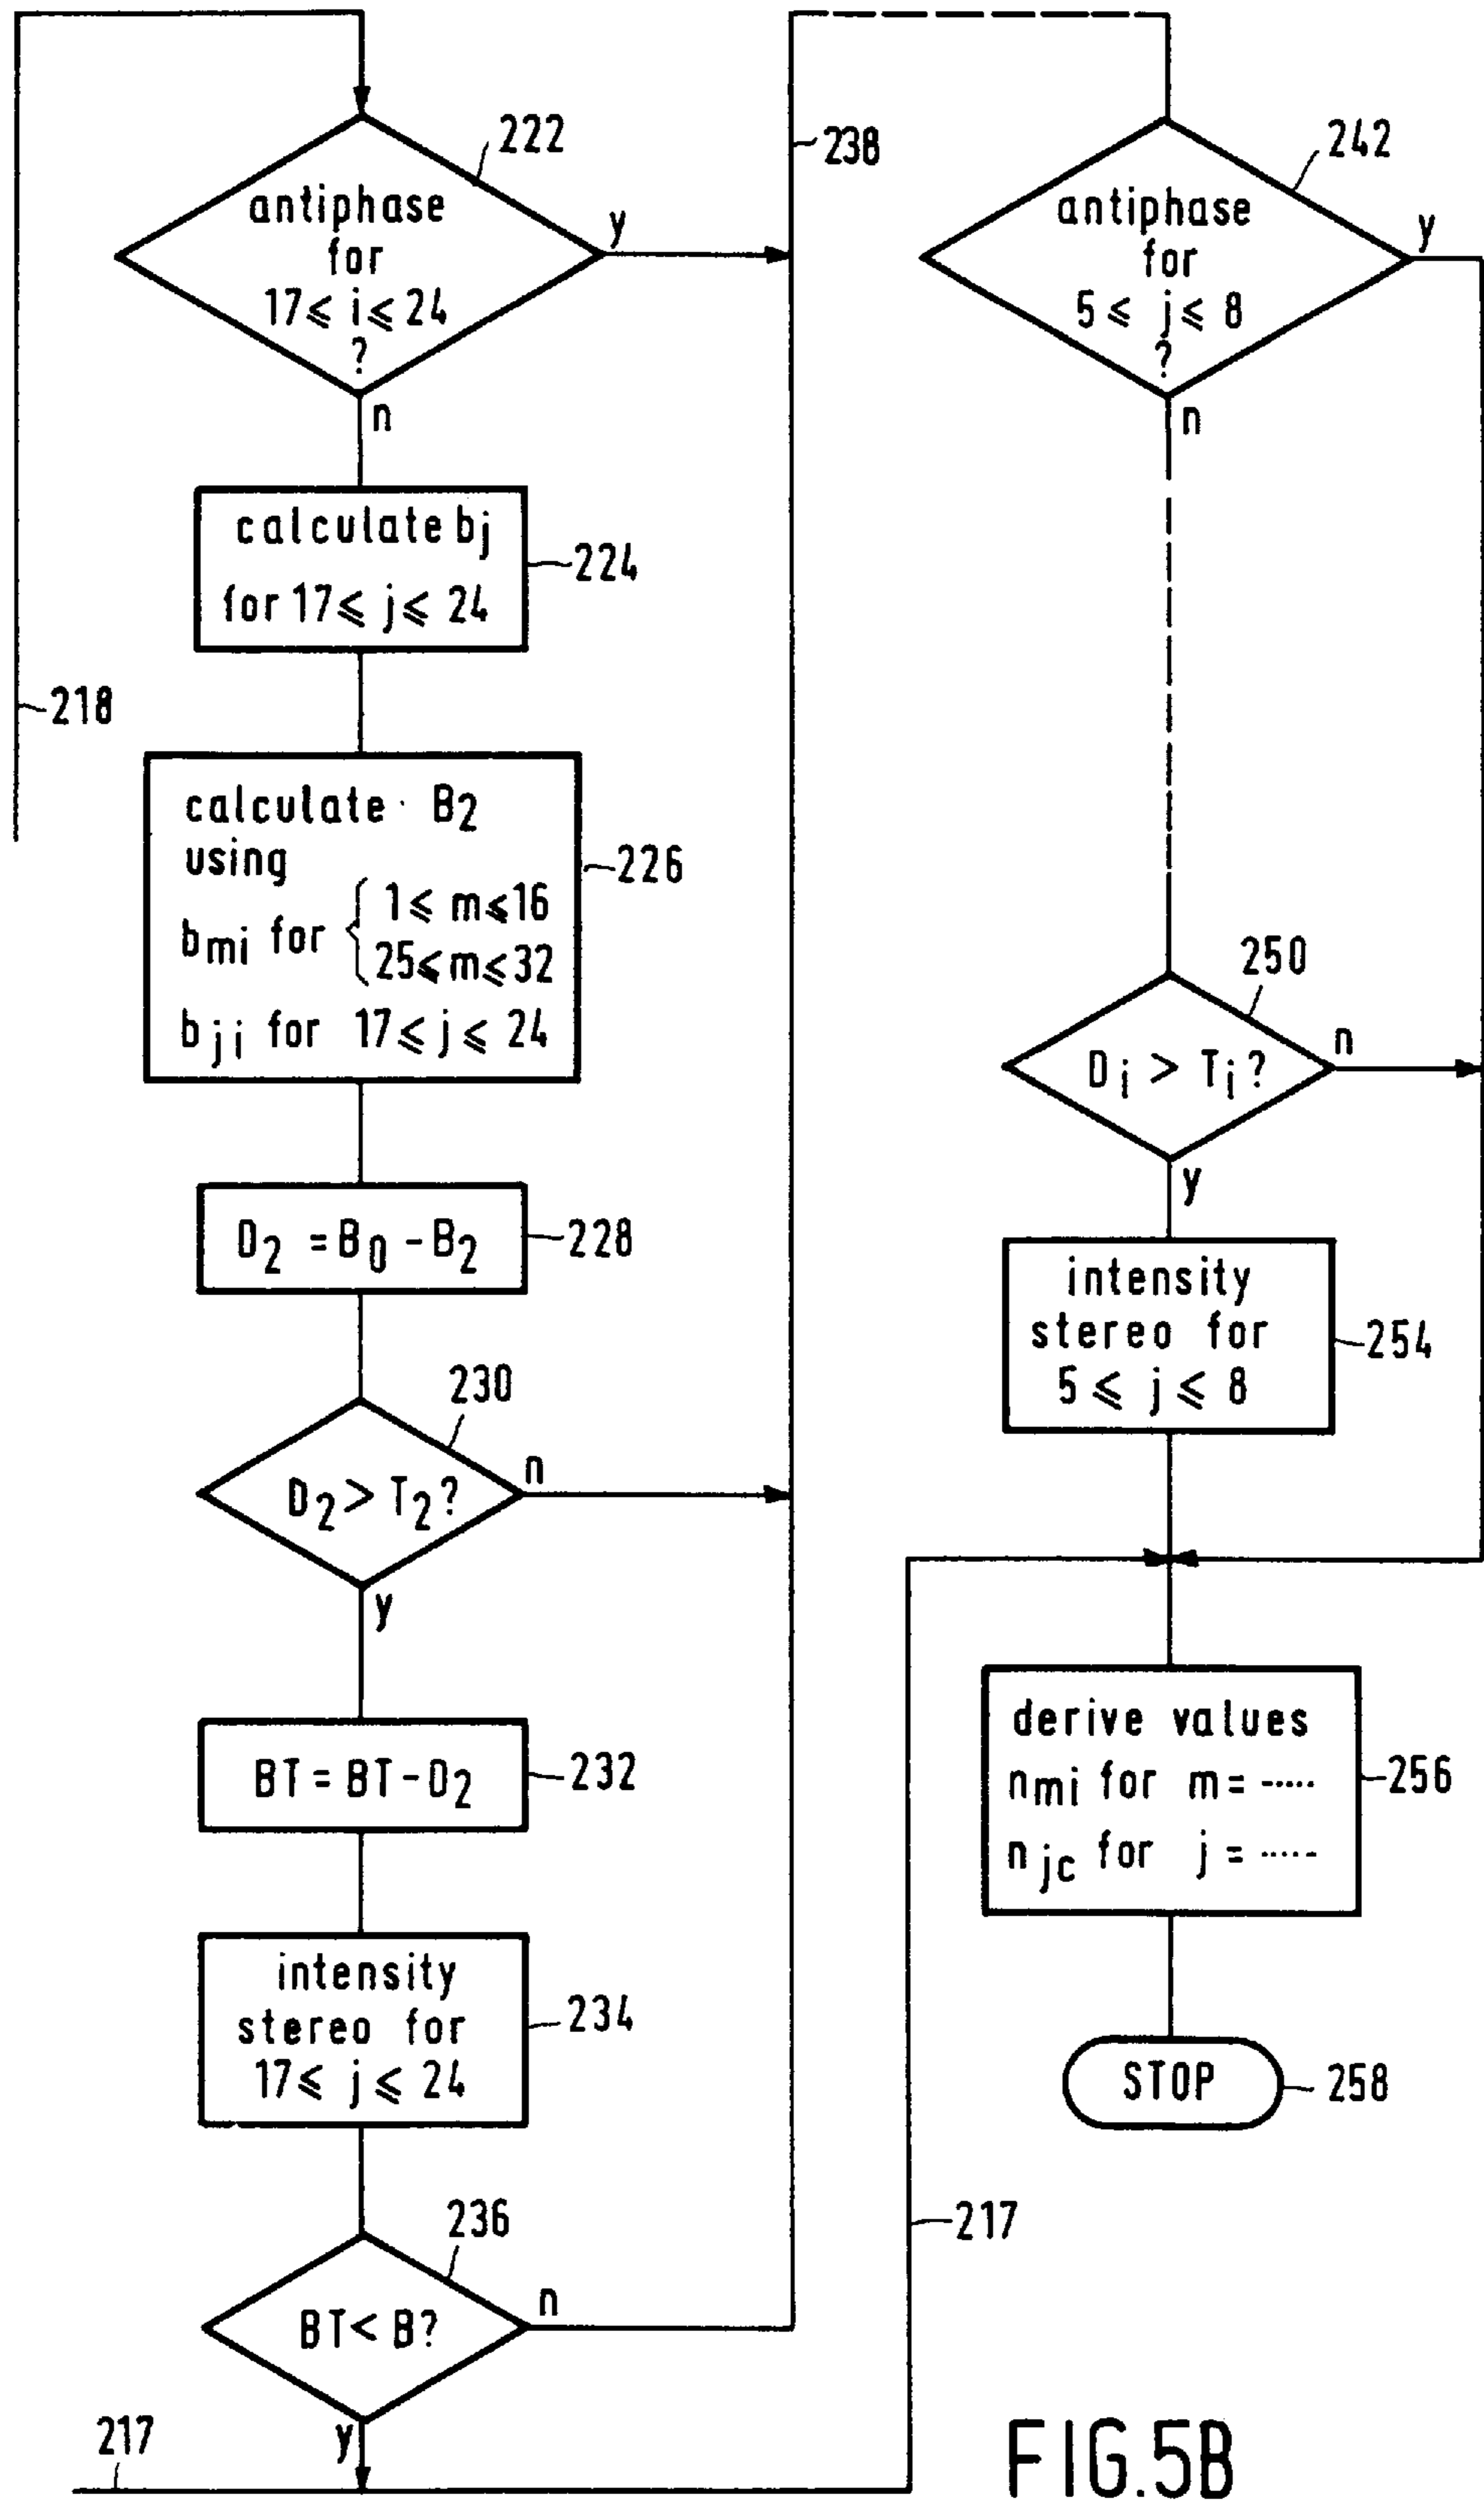 222
antiphase
for
17⩽ i ⩽ 24
?
y
n
calculate bj
for 17⩽ j ⩽ 24
224
218
calculate B2
using
bmi for { 1⩽ m⩽16
25⩽m⩽32
bji for 17⩽ j ⩽ 24
226
D2 = B0 - B2
228
230
D2 > T2?
n
y
BT = BT - D2
232
intensity
stereo for
17⩽ j ⩽ 24
234
236
BT < B?
n
y
217
238
242
antiphase
for
5 ⩽ j ⩽ 8
?
y
n
250
Di > Ti?
n
y
intensity
stereo for
5 ⩽ j ⩽ 8
254
derive values
nmi for m= .....
njc for j = .....
256
STOP
258
217
FIG.5B